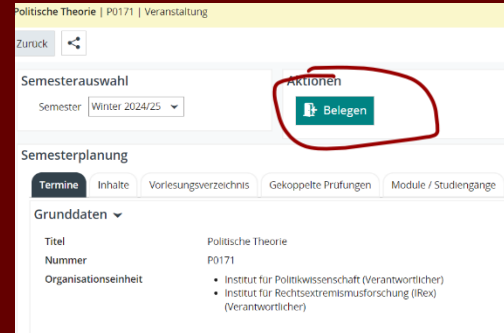 Politische Theorie | P0171 | Veranstaltung
Zurück
Semesterauswahl
Semester Winter 2024/25
Aktionen
Belegen
Semesterplanung
Termine Inhalte Vorlesungsverzeichnis Gekoppelte Prüfungen Module / Studiengänge
Grunddaten
Titel Politische Theorie
Nummer P0171
Organisationseinheit • Institut für Politikwissenschaft (Verantwortlicher)
• Institut für Rechtsextremismusforschung (IRex)
(Verantwortlicher)